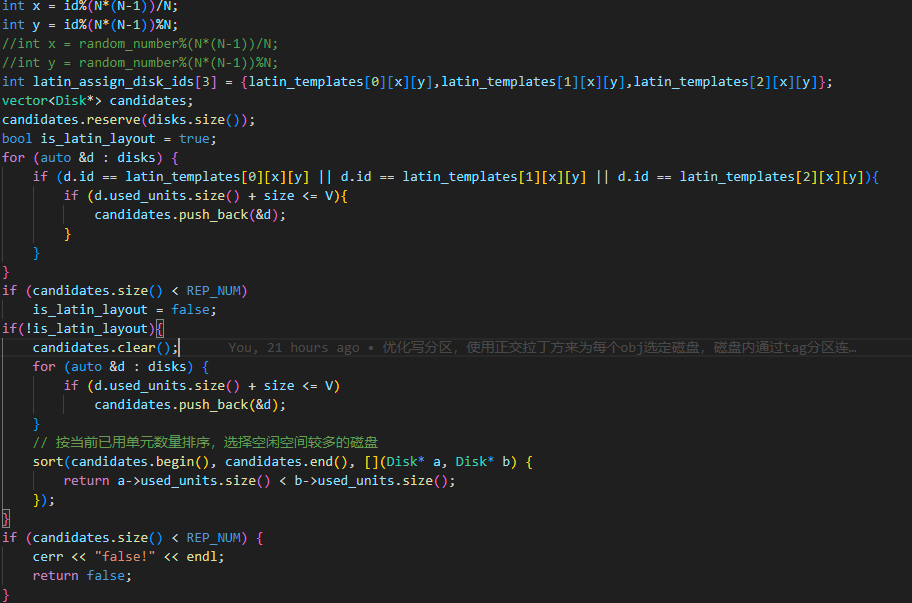 int x = id%(N*(N-1))/N;
int y = id%(N*(N-1))%N;
//int x = random_number%(N*(N-1))/N;
//int y = random_number%(N*(N-1))%N;
int latin_assign_disk_ids[3] = {latin_templates[0][x][y],latin_templates[1][x][y],latin_templates[2][x][y]};
vector<Disk*> candidates;
candidates.reserve(disks.size());
bool is_latin_layout = true;
for (auto &d : disks) {
if (d.id == latin_templates[0][x][y] || d.id == latin_templates[1][x][y] || d.id == latin_templates[2][x][y]){
if (d.used_units.size() + size <= V){
candidates.push_back(&d);
}
}
}
if (candidates.size() < REP_NUM)
is_latin_layout = false;
if(!is_latin_layout){
candidates.clear(); You, 21 hours ago • 优化写分区, 使用正交拉丁方来为每个obj选定磁盘, 磁盘内通过tag分区连…
for (auto &d : disks) {
if (d.used_units.size() + size <= V)
candidates.push_back(&d);
}
// 按当前已用单元数量排序, 选择空闲空间较多的磁盘
sort(candidates.begin(), candidates.end(), [](Disk* a, Disk* b) {
return a->used_units.size() < b->used_units.size();
});
}
if (candidates.size() < REP_NUM) {
cerr << "false!" << endl;
return false;
}